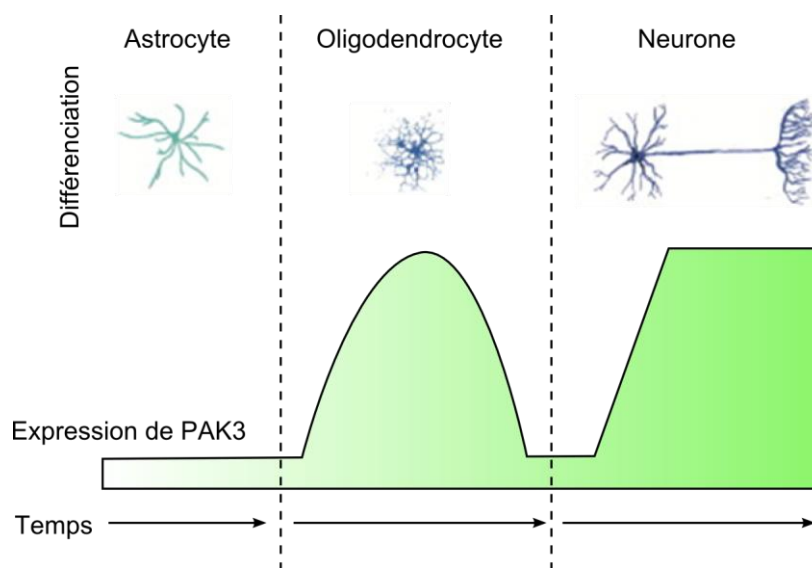 Astrocyte
Oligodendrocyte
Neurone
Différenciation
Expression de PAK3
Temps